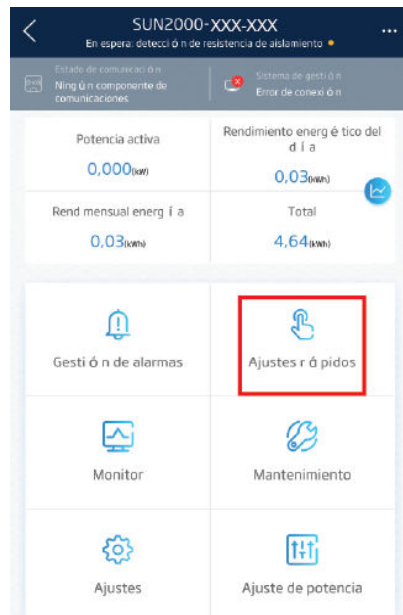 SUN2000-XXX-XXX
En espera: detecci ó n de resistencia de aislamiento
Estado de comunicaci ó n
Ning ú n componente de
comunicaciones
Sistema de gesti ó n
Error de conexi ó n
Potencia activa
0,000(kW)
Rendimiento energ é tico del
d í a
0,03(kWh)
Rend mensual energ í a
0,03(kWh)
Total
4,64(kWh)
Gesti ó n de alarmas
Ajustes r á pidos
Monitor
Mantenimiento
Ajustes
Ajuste de potencia